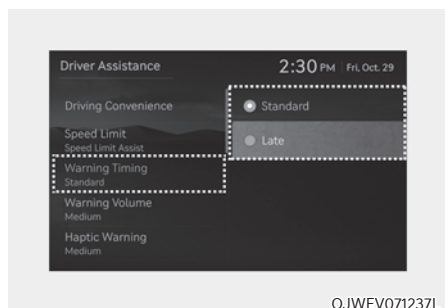 Driver Assistance
2:30 PM Fri, Oct. 29
Driving Convenience
Standard
Speed Limit
Speed Limit Assist
Late
Warning Timing
Standard
Warning Volume
Medium
Haptic Warning
Medium
OJWEV071237L